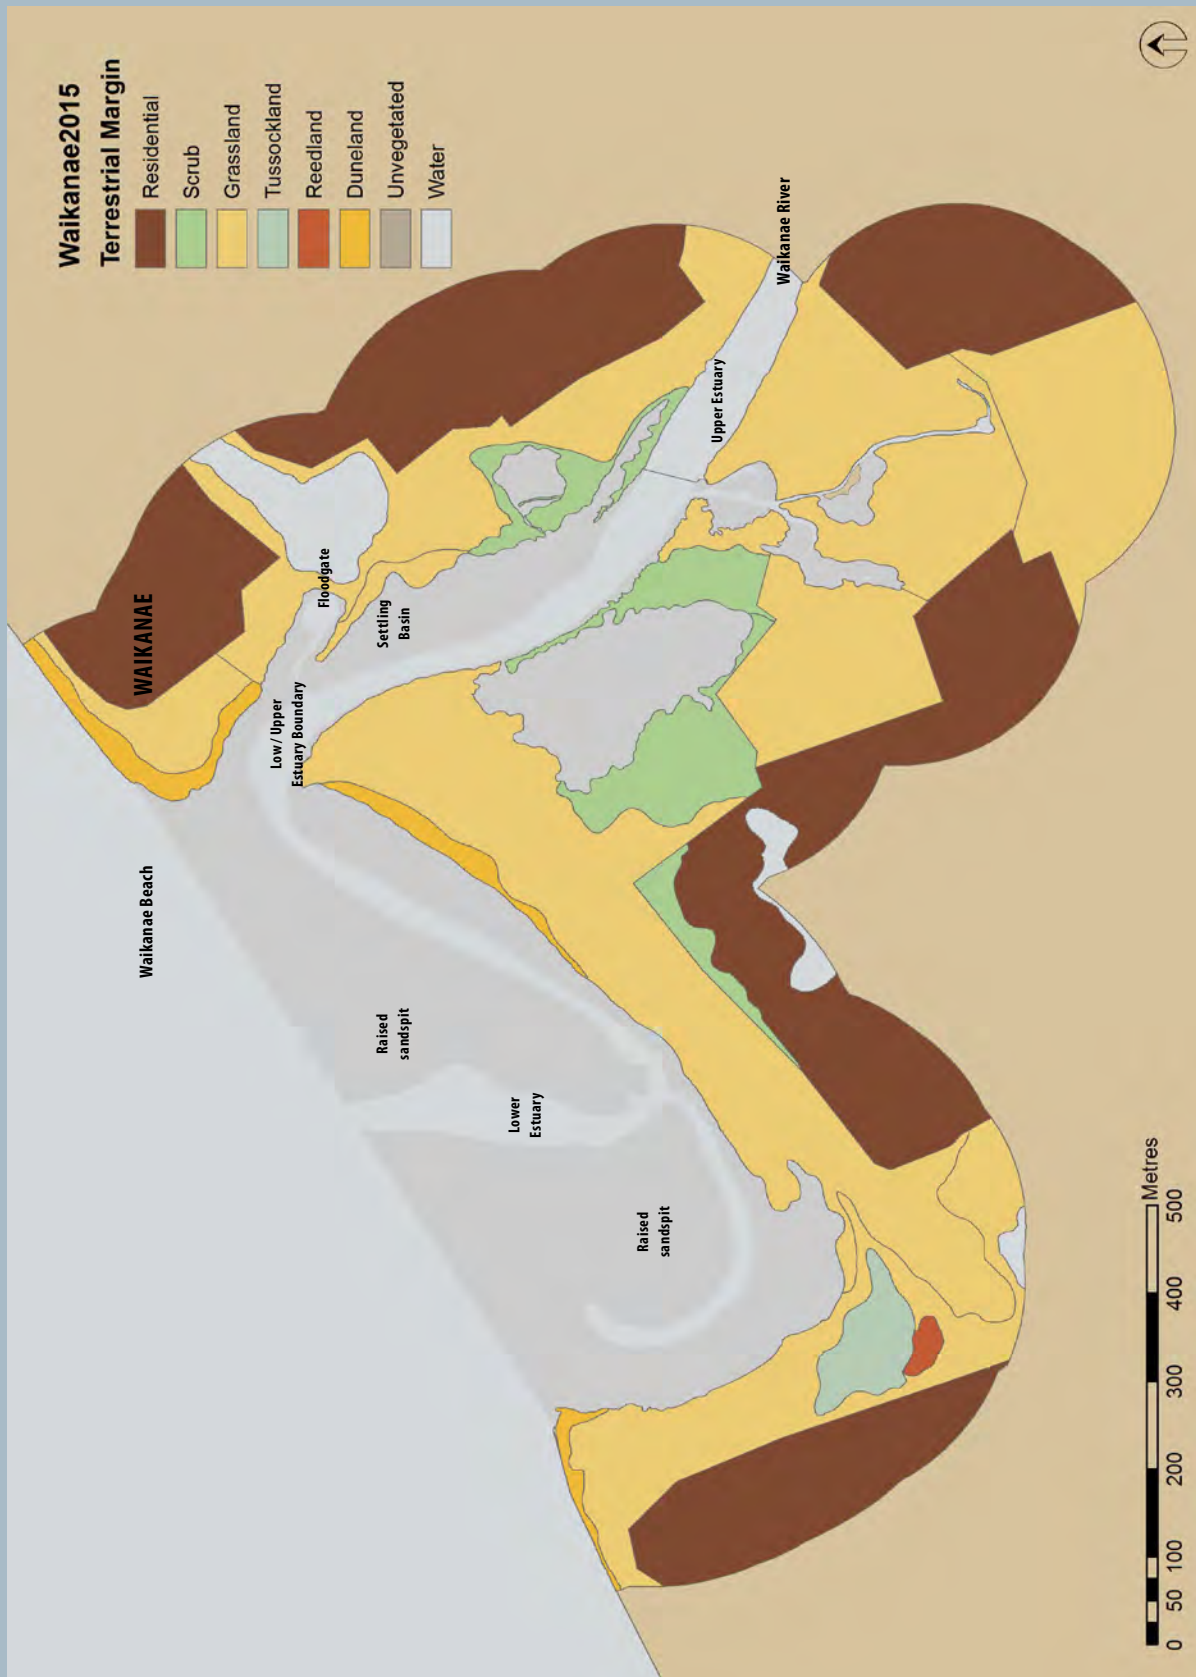 Waikanae2015
Terrestrial Margin
Residential
Scrub
Grassland
Tussockland
Reedland
Duneland
Unvegetated
Water
WAIKANAE
Waikanae Beach
Floodgate
Settling
Basin
Low / Upper
Estuary Boundary
Waikanae River
Upper Estuary
Raised
sandspit
Lower
Estuary
Raised
sandspit
Metres
0 50 100 200 300 400 500